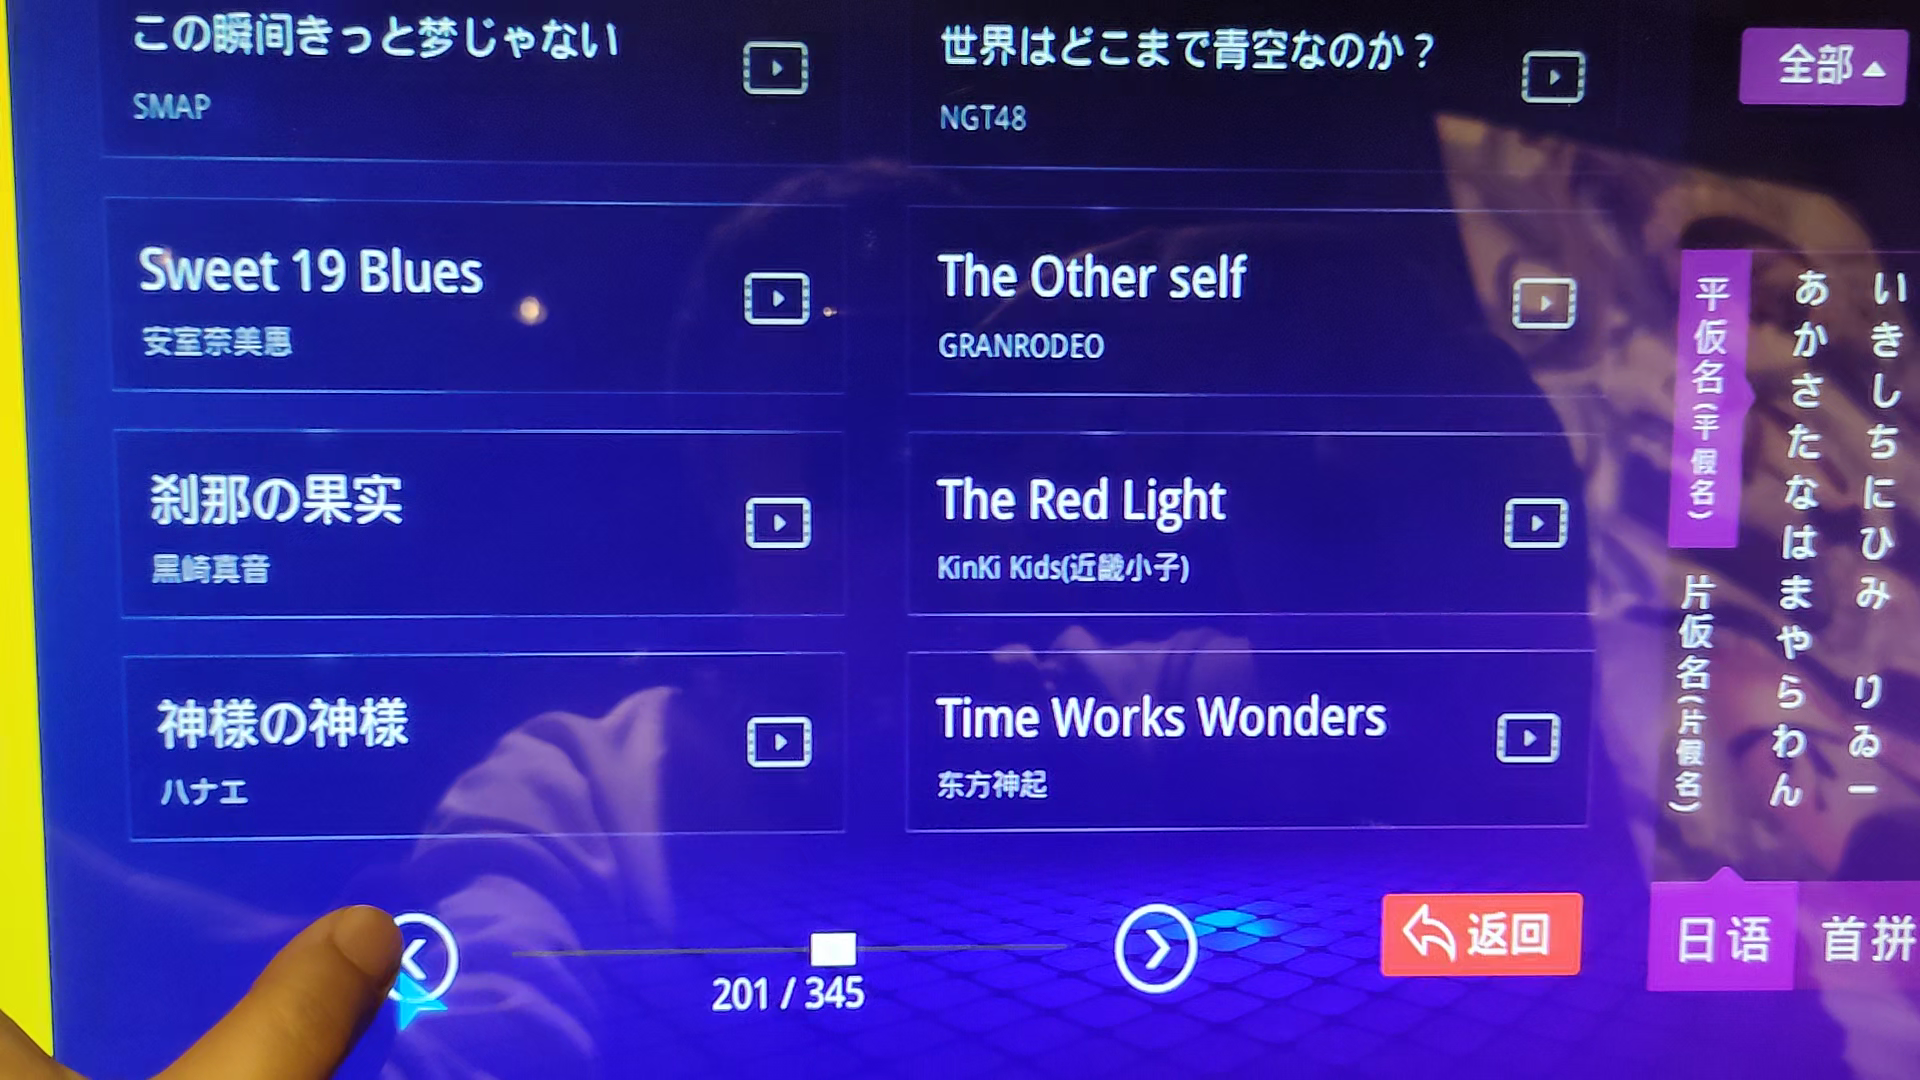 この瞬间きっと梦じゃない
SMAP
世界はどこまで青空なのか？
NGT48
全部
Sweet 19 Blues
安室奈美恵
The Other self
GRANRODEO
刹那の果实
黒崎真音
The Red Light
KinKi Kids(近畿小子)
神様の神様
ハナエ
Time Works Wonders
东方神起
平仮名(平假名)
片仮名(片假名)
あかさたなはまやらわん
いきしちにひみ りゐー
201 / 345
返回
日语
首拼